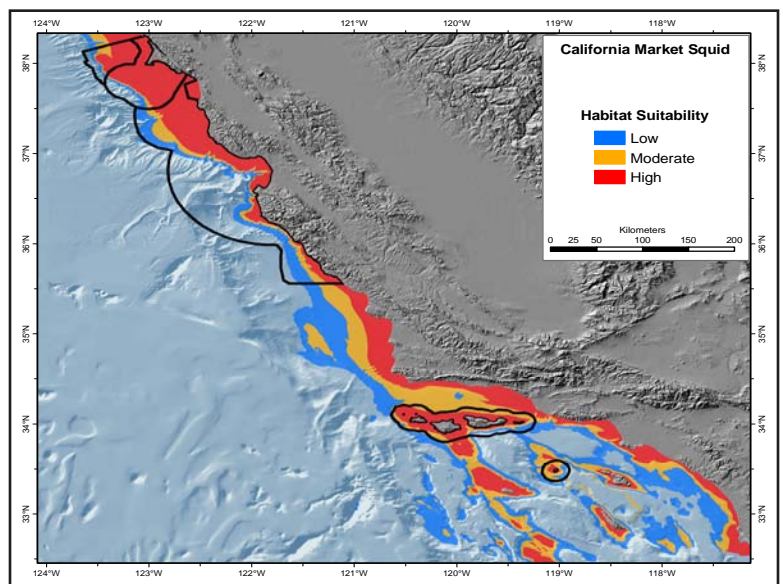 124°W 123°W 122°W 121°W 120°W 119°W 118°W
California Market Squid
Habitat Suitability
Low
Moderate
High
Kilometers
0 25 50 100 150 200
38°N
37°N
36°N
35°N
34°N
33°N
38°N
37°N
36°N
35°N
34°N
33°N
124°W 123°W 122°W 121°W 120°W 119°W 118°W